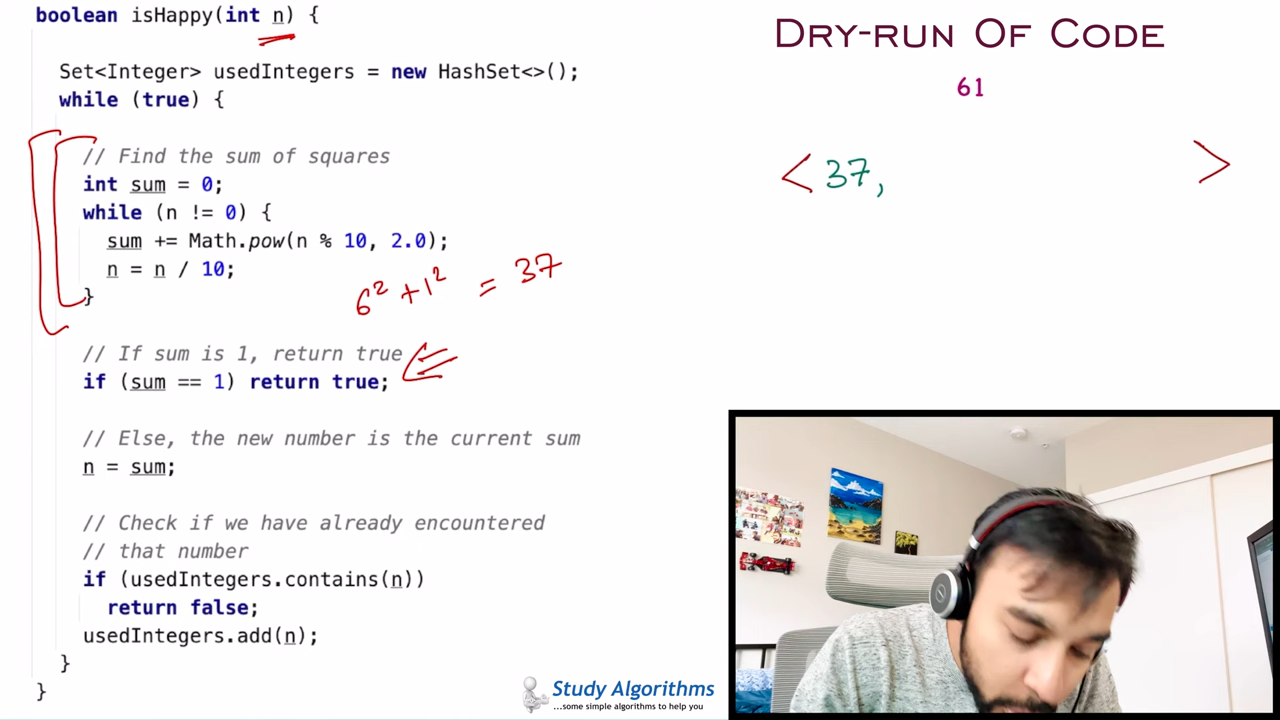 boolean isHappy(int n) {
Set<Integer> usedIntegers = new HashSet<>();
while (true) {
// Find the sum of squares
int sum = 0;
while (n != 0) {
sum += Math.pow(n % 10, 2.0);
n = n / 10;
}
6² + 1² = 37
// If sum is 1, return true
if (sum == 1) return true;
// Else, the new number is the current sum
n = sum;
// Check if we have already encountered
// that number
if (usedIntegers.contains(n))
return false;
usedIntegers.add(n);
}
}
DRY-RUN OF CODE
61
< 37, >
Study Algorithms
...some simple algorithms to help you